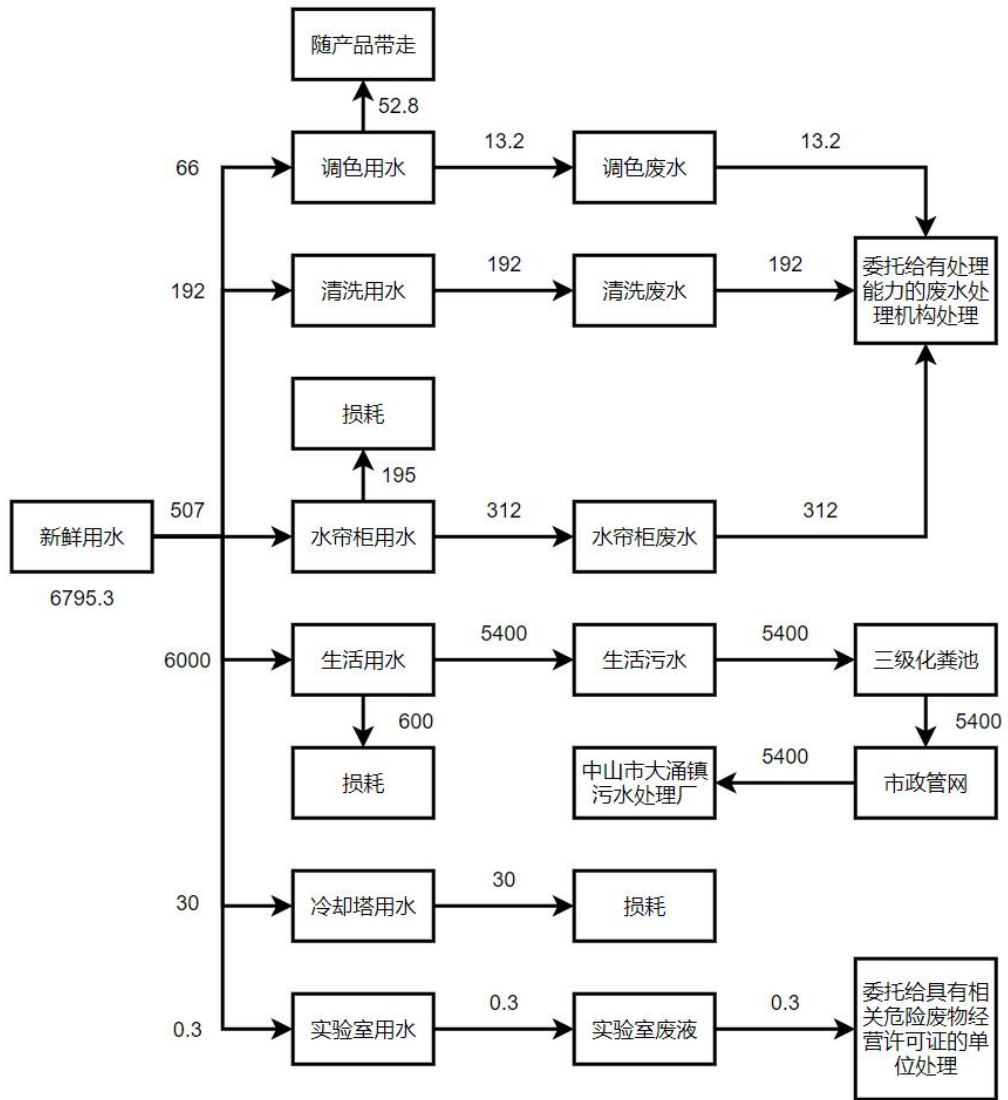 随产品带走
52.8
66
调色用水
13.2
调色废水
13.2
192
清洗用水
192
清洗废水
192
委托给有处理
能力的废水处
理机构处理
损耗
195
新鲜用水
6795.3
507
水帘柜用水
312
水帘柜废水
312
6000
生活用水
5400
生活污水
5400
三级化粪池
600
5400
损耗
中山市大涌镇
污水处理厂
5400
市政管网
30
冷却塔用水
30
损耗
0.3
实验室用水
0.3
实验室废液
0.3
委托给具有相
关危险废物经
营许可证的单
位处理